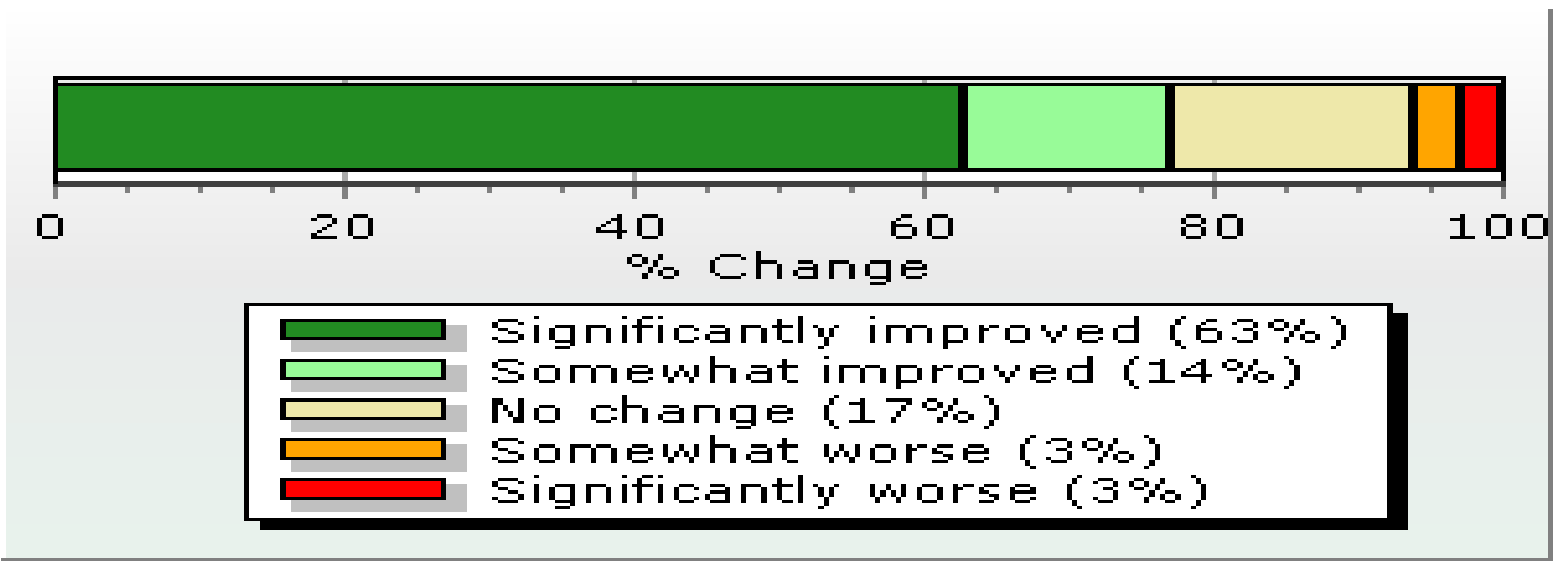 0 20 40 60 80 100
% Change
Significantly improved (63%)
Somewhat improved (14%)
No change (17%)
Somewhat worse (3%)
Significantly worse (3%)